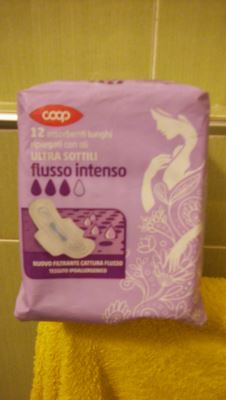 coop
12 assorbenti lunghi
ripiegati con ali
ULTRA SOTTILI
flusso intenso
NUOVO FILTRANTE CATTURA FLUSSO
TESSUTO IPOALLERGENICO